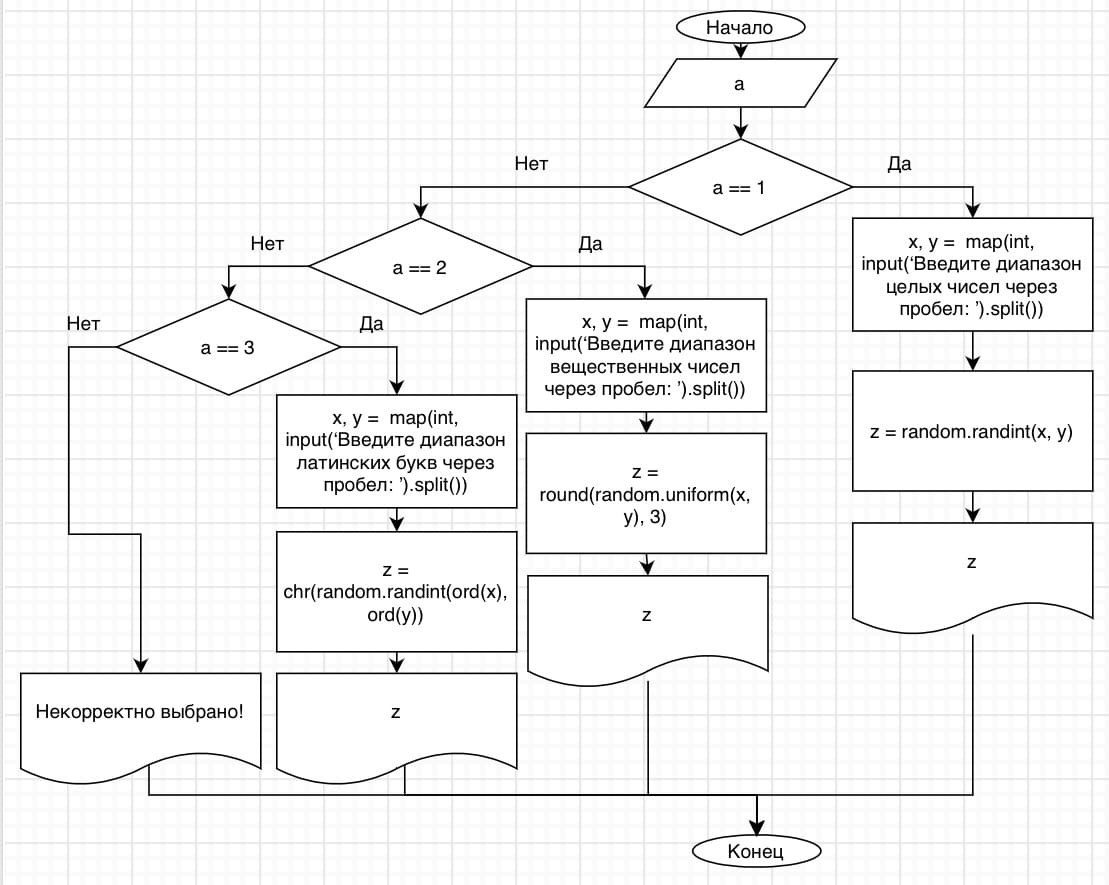 Начало
a
a == 1
Нет
Да
a == 2
Нет
Да
x, y =  map(int,
input(‘Введите диапазон
целых чисел через
пробел: ’).split())
a == 3
Нет
Да
x, y =  map(int,
input(‘Введите диапазон
вещественных чисел
через пробел: ’).split())
z = random.randint(x, y)
x, y =  map(int,
input(‘Введите диапазон
латинских букв через
пробел: ’).split())
z =
round(random.uniform(x,
y), 3)
z
z =
chr(random.randint(ord(x),
ord(y))
z
Некорректно выбрано!
z
Конец